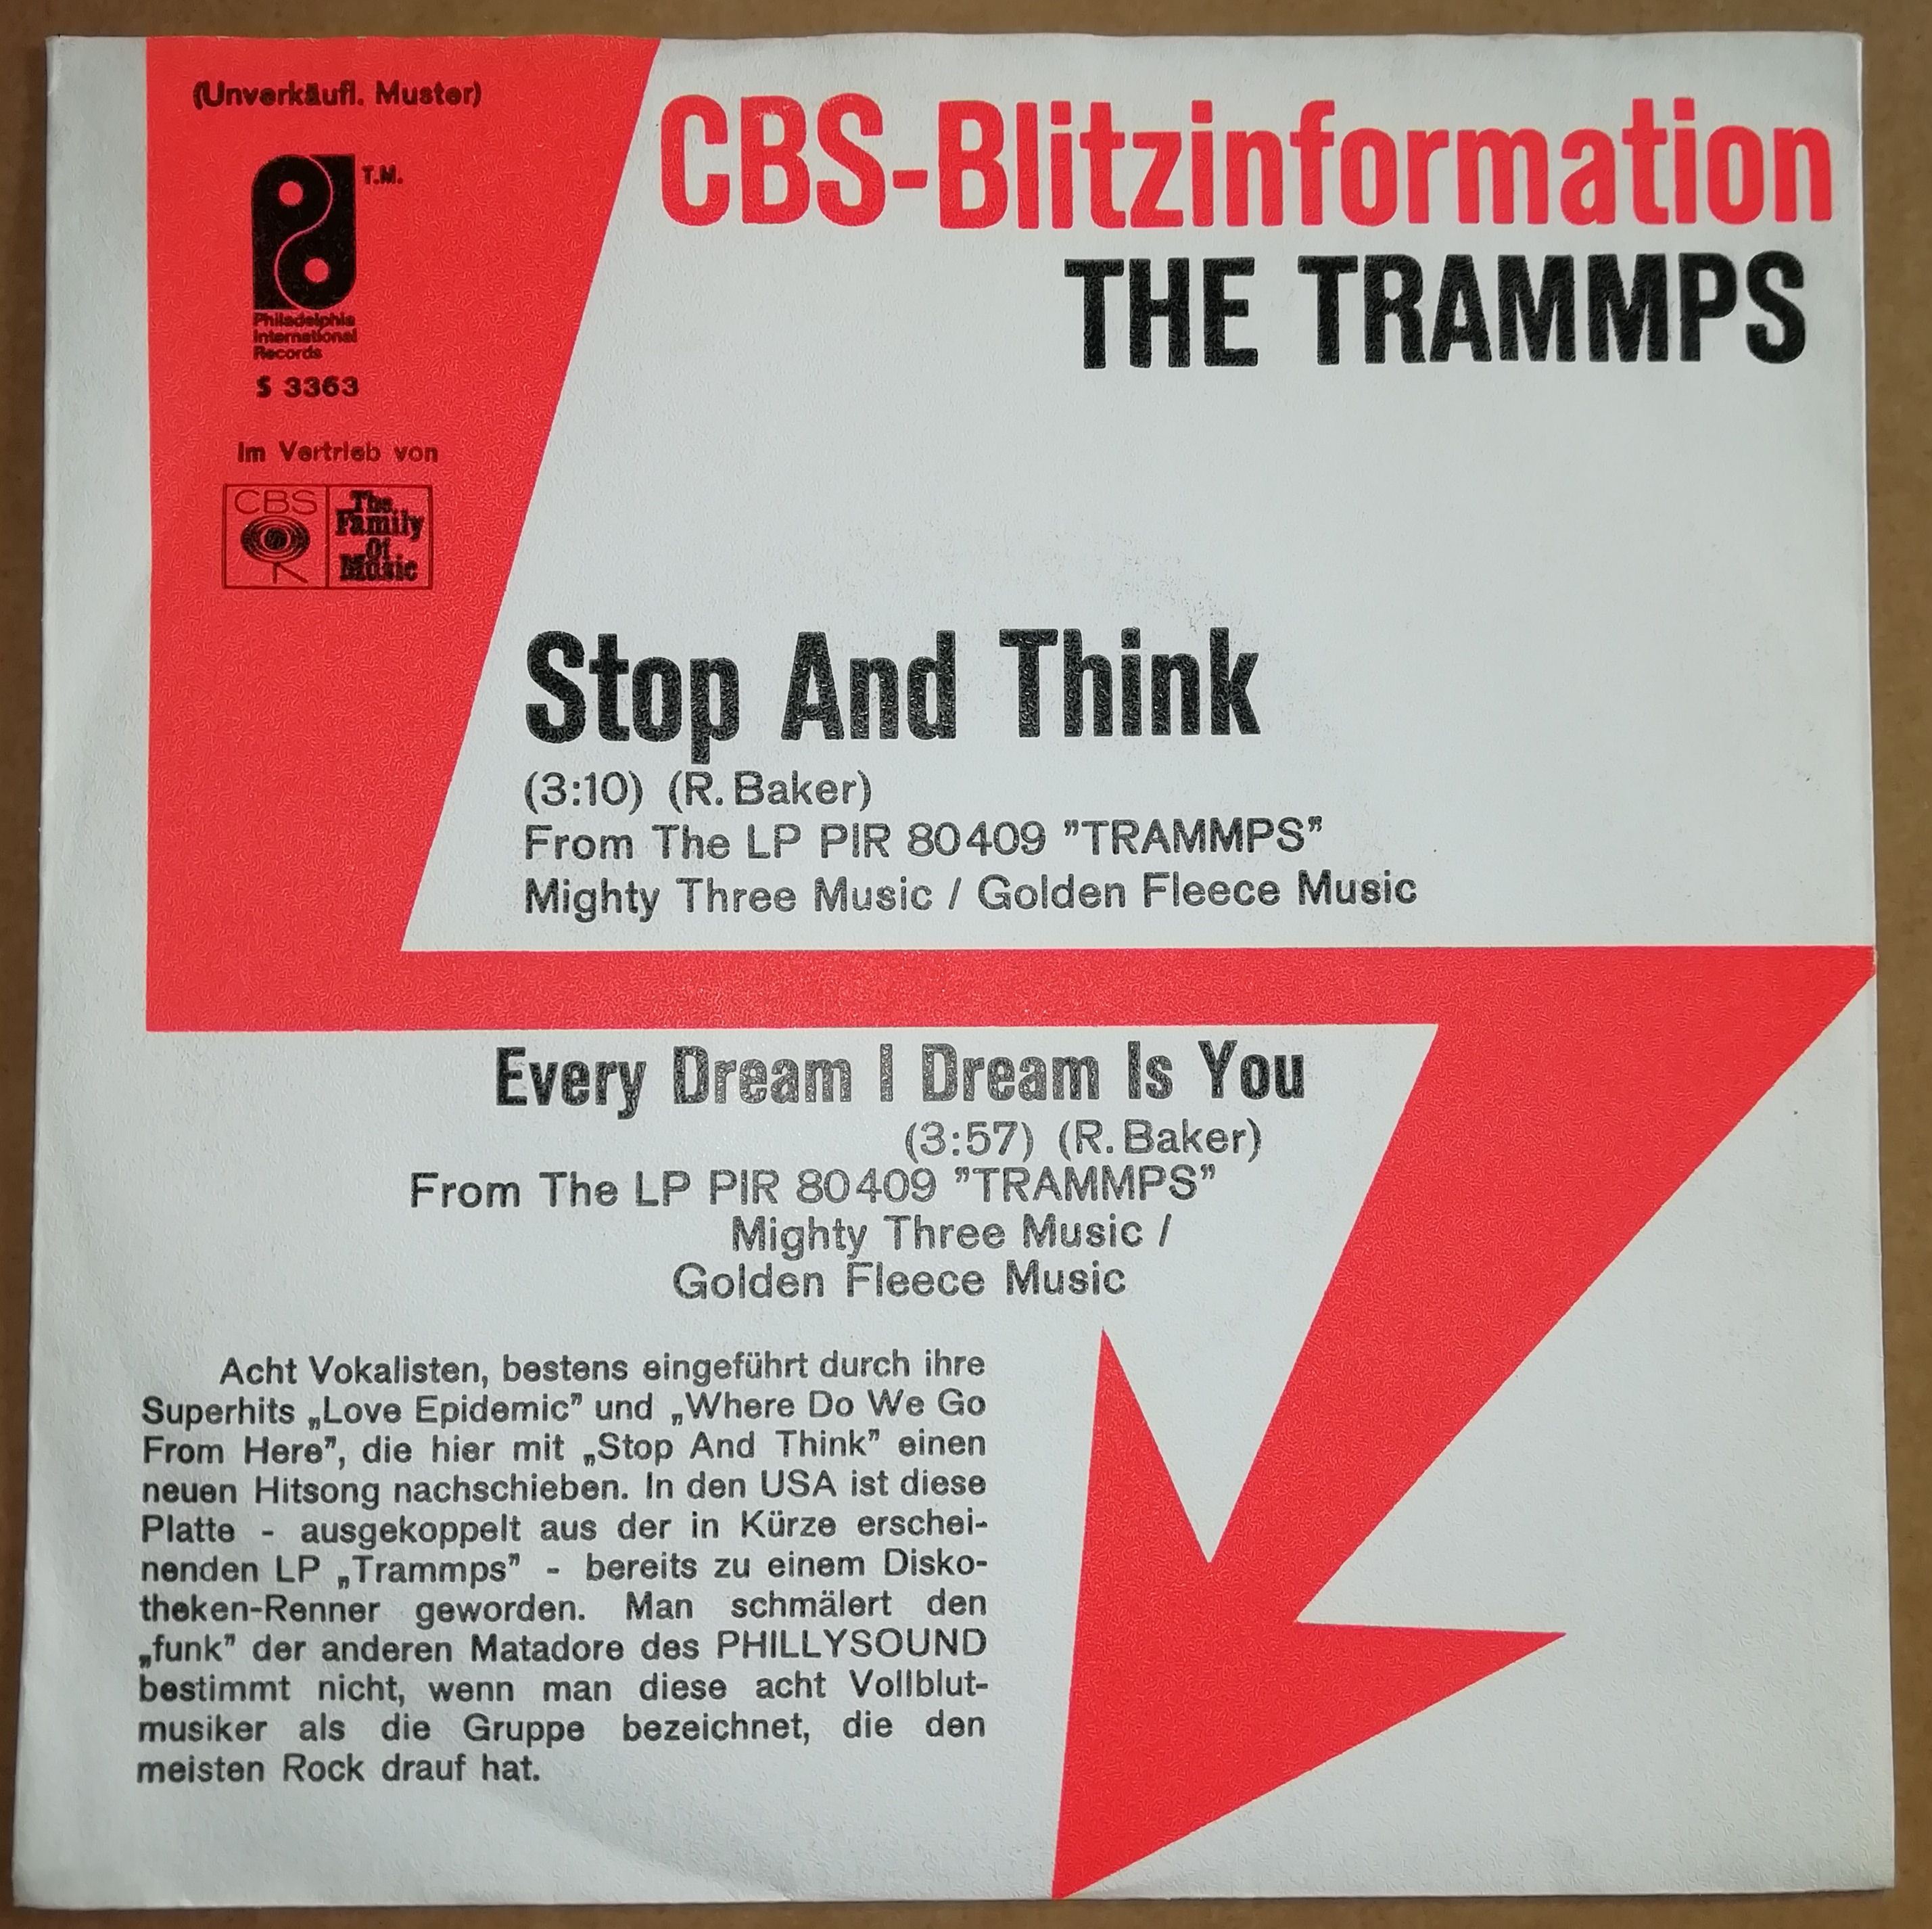 (Unverkäufl. Muster)
T.M.
Philadelphia
International
Records
S 3363
Im Vertrieb von
CBS
The
Family
Of
Music
CBS-Blitzinformation
THE TRAMMPS
Stop And Think
(3:10) (R. Baker)
From The LP PIR 80409 ”TRAMMPS”
Mighty Three Music / Golden Fleece Music
Every Dream I Dream Is You
(3:57) (R. Baker)
From The LP PIR 80409 ”TRAMMPS”
Mighty Three Music /
Golden Fleece Music
Acht Vokalisten, bestens eingeführt durch ihre
Superhits „Love Epidemic” und „Where Do We Go
From Here”, die hier mit „Stop And Think” einen
neuen Hitsong nachschieben. In den USA ist diese
Platte - ausgekoppelt aus der in Kürze erschei-
nenden LP „Trammps” - bereits zu einem Disko-
theken-Renner geworden. Man schmälert den
„funk” der anderen Matadore des PHILLYSOUND
bestimmt nicht, wenn man diese acht Vollblut-
musiker als die Gruppe bezeichnet, die den
meisten Rock drauf hat.